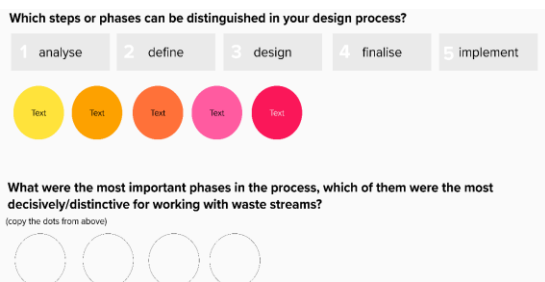 Which steps or phases can be distinguished in your design process?
1 analyse 2 define 3 design 4 finalise 5 implement
Text Text Text Text Text
What were the most important phases in the process, which of them were the most
decisively/distinctive for working with waste streams?
(copy the dots from above)